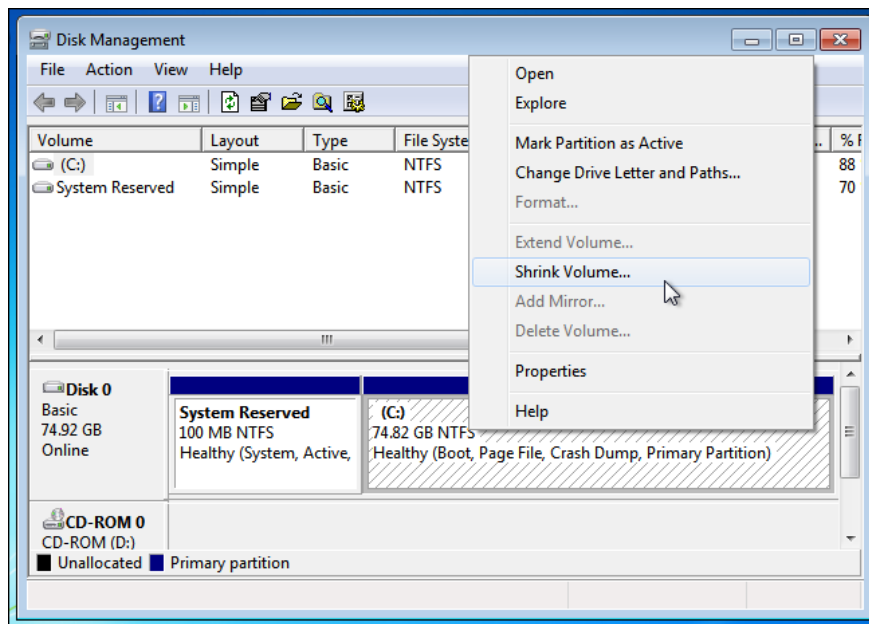 Disk Management
File Action View Help
Volume Layout Type File Syste .. % F
(C:) Simple Basic NTFS 88
System Reserved Simple Basic NTFS 70
Open
Explore
Mark Partition as Active
Change Drive Letter and Paths...
Format...
Extend Volume...
Shrink Volume...
Add Mirror...
Delete Volume...
Properties
Help
Disk 0
Basic
74.92 GB
Online
System Reserved
100 MB NTFS
Healthy (System, Active,
(C:)
74.82 GB NTFS
Healthy (Boot, Page File, Crash Dump, Primary Partition)
CD-ROM 0
CD-ROM (D:)
Unallocated Primary partition